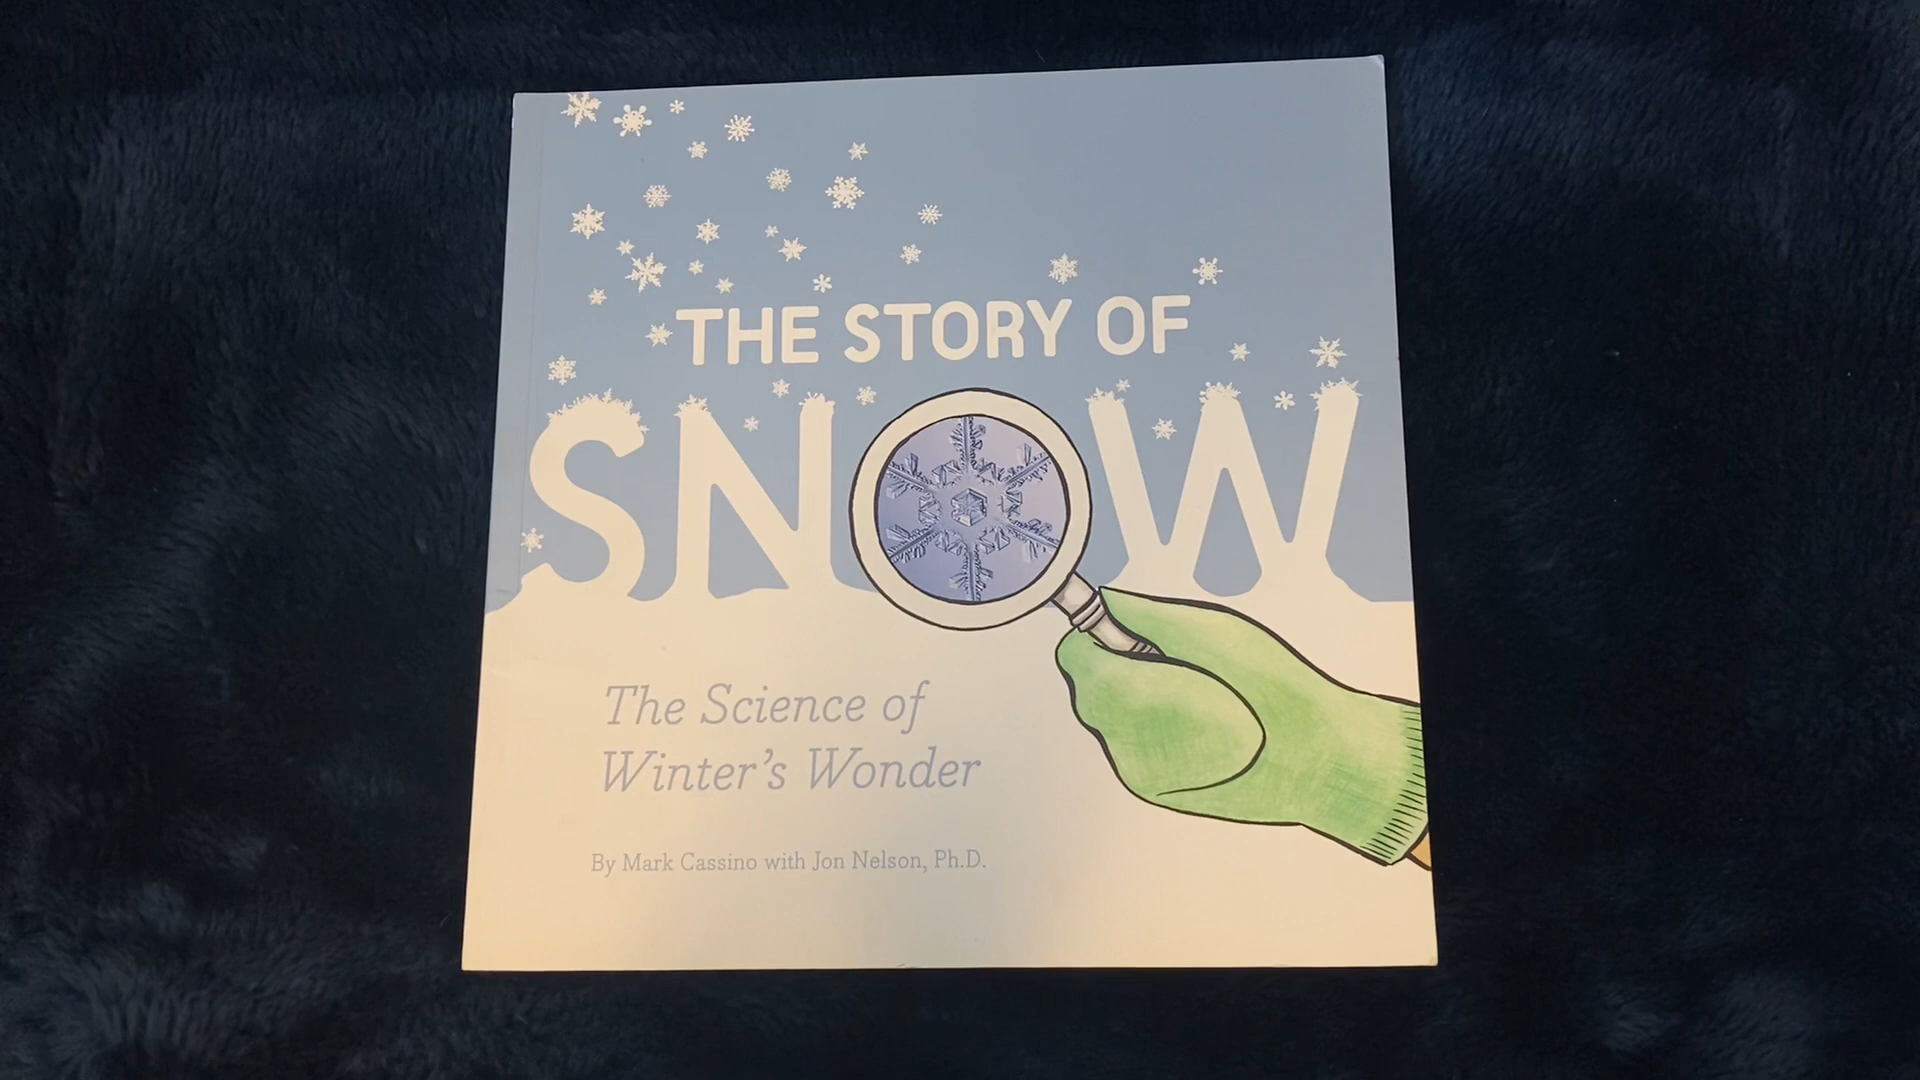 THE STORY OF
SNOW
The Science of
Winter's Wonder
By Mark Cassino with Jon Nelson, Ph.D.